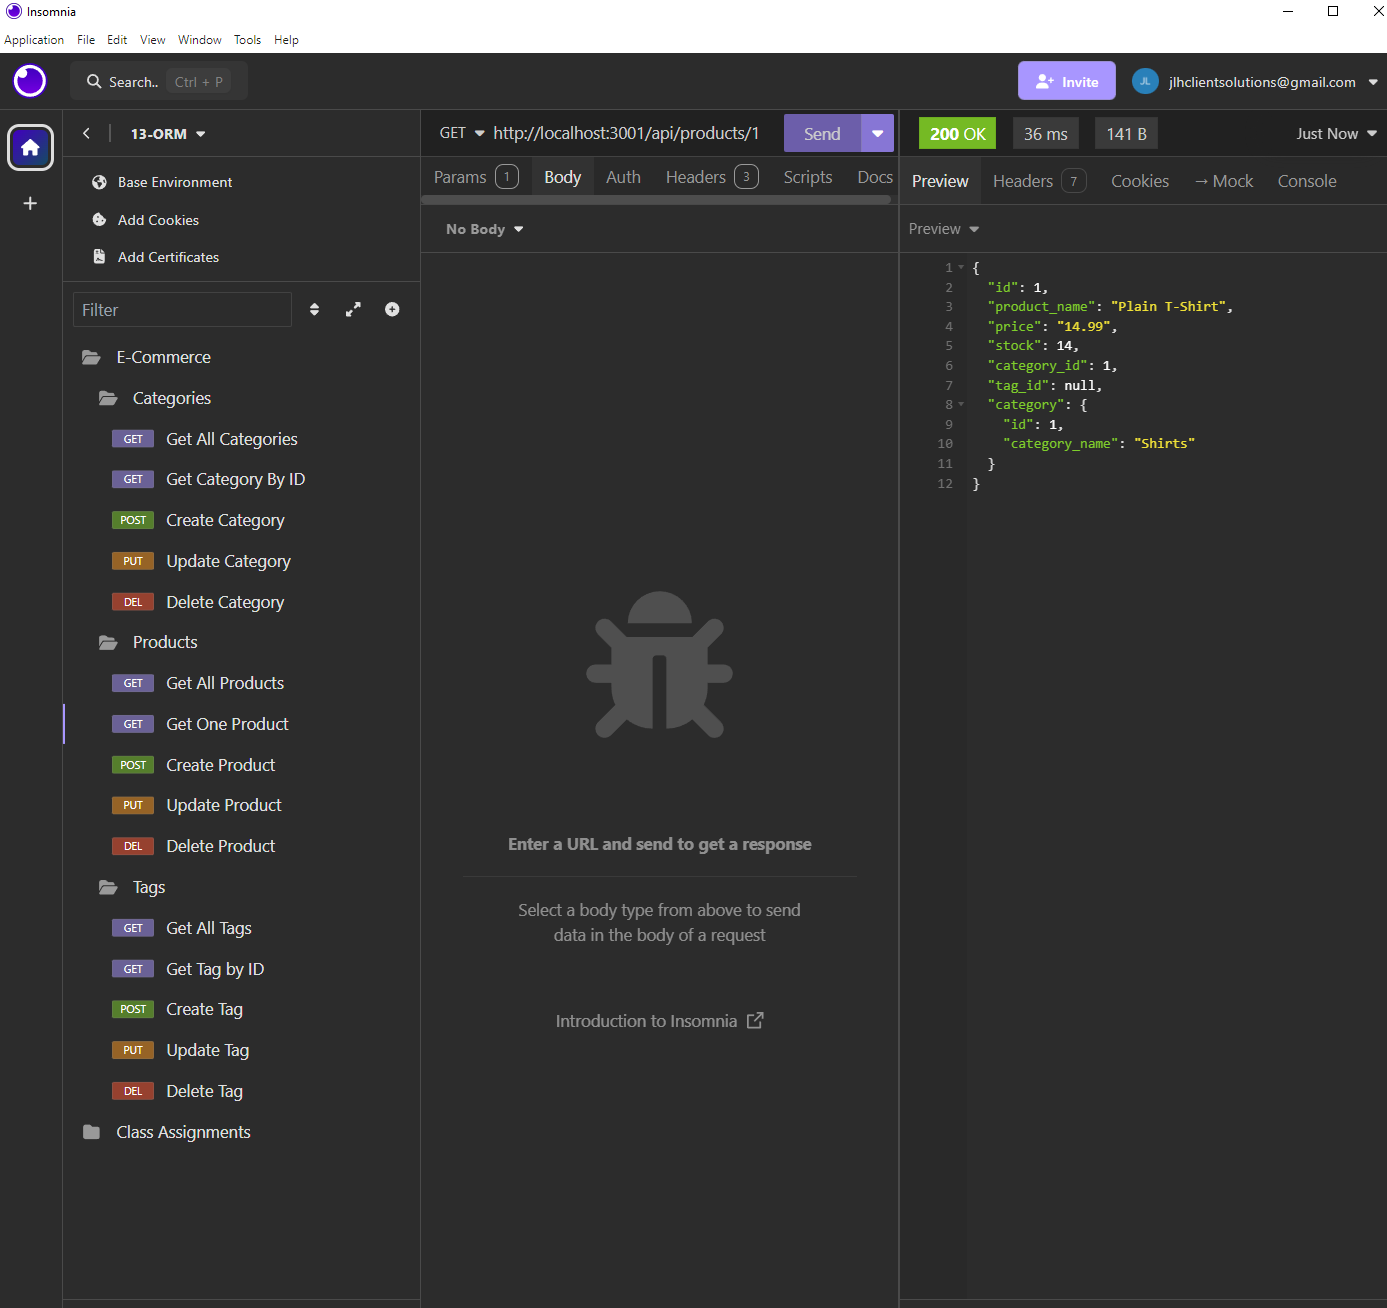 Insomnia
Application File Edit View Window Tools Help
Search.. Ctrl + P
Invite
JL jlhclientsolutions@gmail.com
13-ORM
Base Environment
Add Cookies
Add Certificates
Filter
E-Commerce
Categories
GET Get All Categories
GET Get Category By ID
POST Create Category
PUT Update Category
DEL Delete Category
Products
GET Get All Products
GET Get One Product
POST Create Product
PUT Update Product
DEL Delete Product
Tags
GET Get All Tags
GET Get Tag by ID
POST Create Tag
PUT Update Tag
DEL Delete Tag
Class Assignments
GET http://localhost:3001/api/products/1 Send
Params 1 Body Auth Headers 3 Scripts Docs
No Body
Enter a URL and send to get a response
Select a body type from above to send
data in the body of a request
Introduction to Insomnia
200 OK 36 ms 141 B Just Now
Preview Headers 7 Cookies → Mock Console
Preview
1 {
2 "id": 1,
3 "product_name": "Plain T-Shirt",
4 "price": "14.99",
5 "stock": 14,
6 "category_id": 1,
7 "tag_id": null,
8 "category": {
9 "id": 1,
10 "category_name": "Shirts"
11 }
12 }